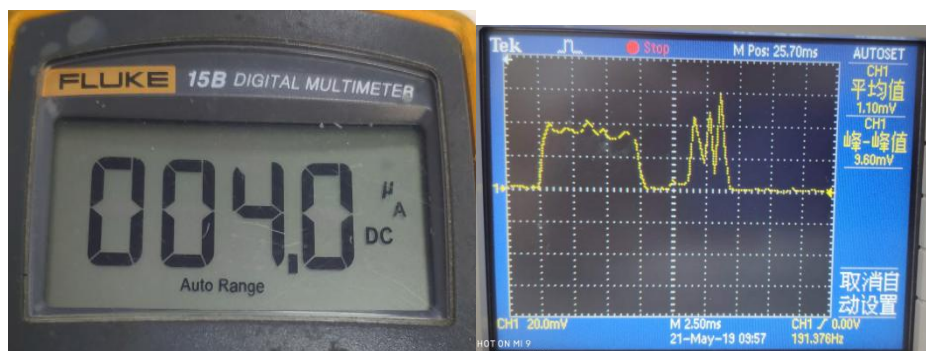 FLUKE 15B DIGITAL MULTIMETER
004.0 μA DC
Auto Range
Tek Stop M Pos: 25.70ms AUTOSET
CH1
平均值
1.10mV
CH1
峰-峰值
9.60mV
1
取消自
动设置
CH1 20.0mV M 2.50ms CH1 / 0.00V
21-May-19 09:57 191.376Hz
HOT ON MI 9